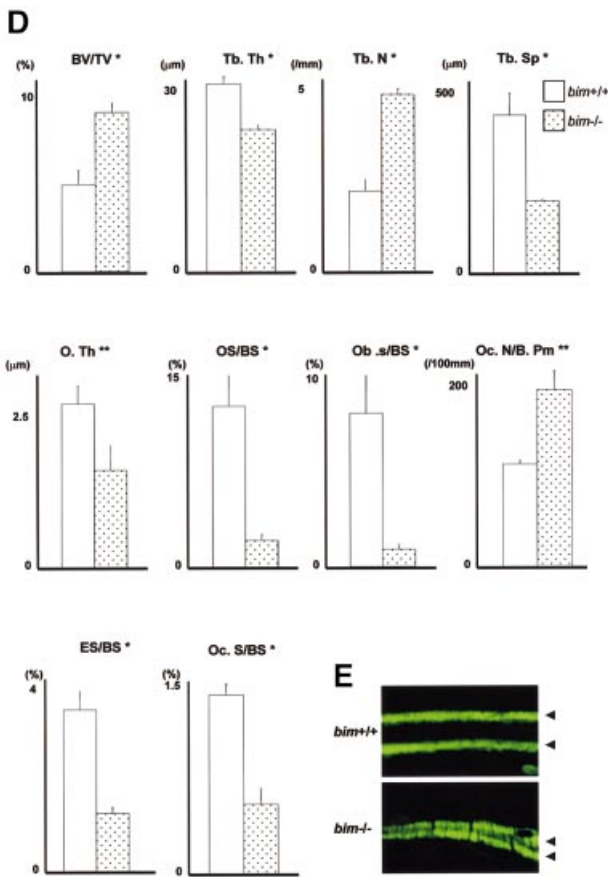 D
BV/TV *
(%)
10
0
Tb. Th *
(μm)
30
0
Tb. N *
(/mm)
5
0
Tb. Sp *
(μm)
500
0
bim+/+
bim-/-
O. Th **
(μm)
2.5
0
OS/BS *
(%)
15
0
Ob .s/BS *
(%)
10
0
Oc. N/B. Pm **
(/100mm)
200
0
ES/BS *
(%)
4
0
Oc. S/BS *
(%)
1.5
0
E
bim+/+
bim-/-